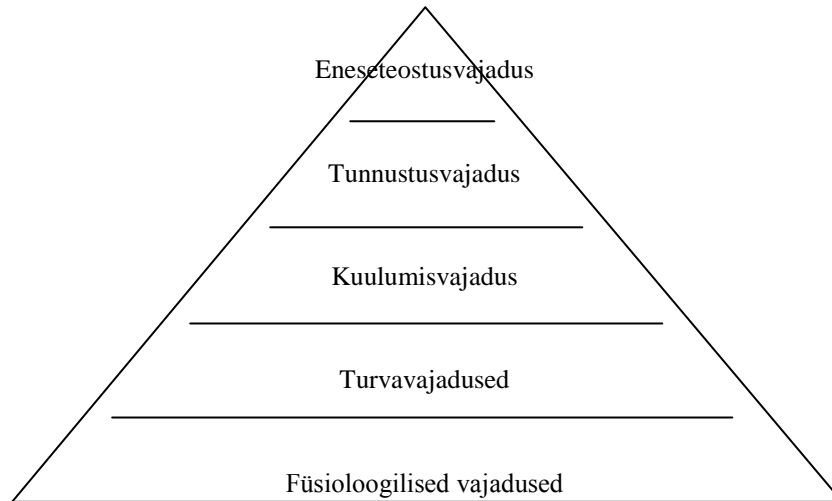 Eneseteostusvajadus
Tunnustusvajadus
Kuulumisvajadus
Turvavajadused
Füsioloogilised vajadused